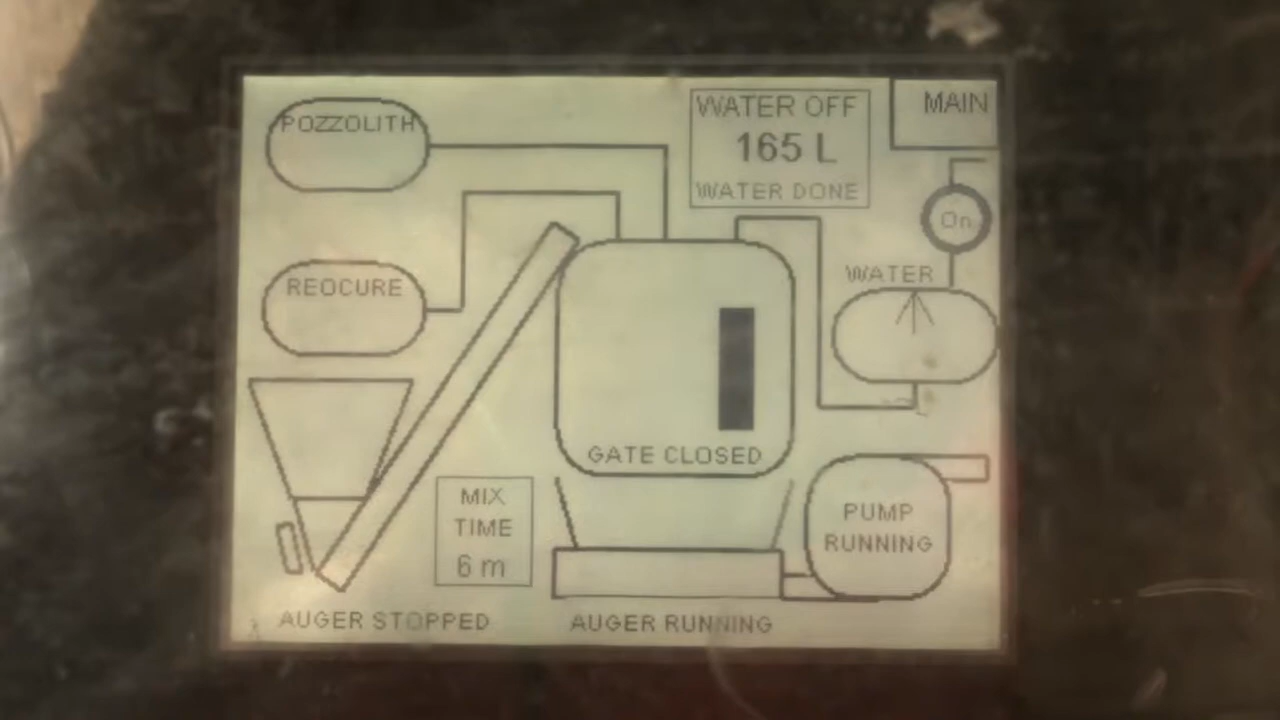 POZZOLITH
WATER OFF
165 L
WATER DONE
MAIN
On
WATER
REOCURE
GATE CLOSED
MIX
TIME
6 m
PUMP
RUNNING
AUGER STOPPED
AUGER RUNNING